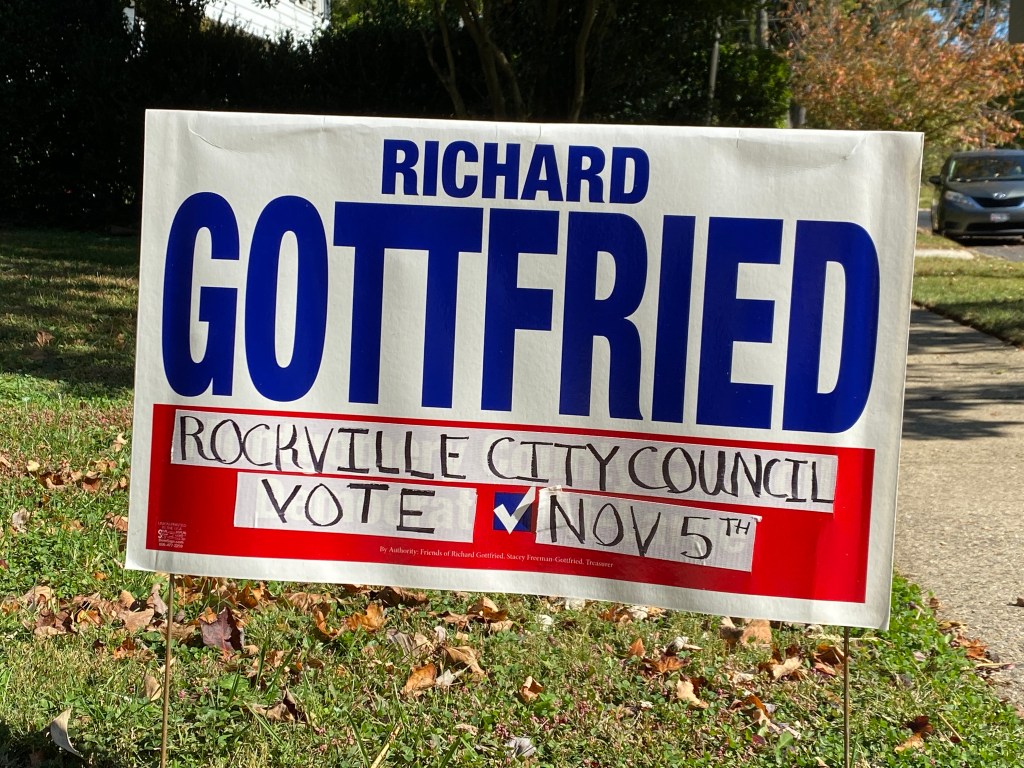 RICHARD
GOTTFRIED
ROCKVILLE CITY COUNCIL
VOTE NOV 5TH
By Authority: Friends of Richard Gottfried, Stacey Freeman-Gottfried, Treasurer